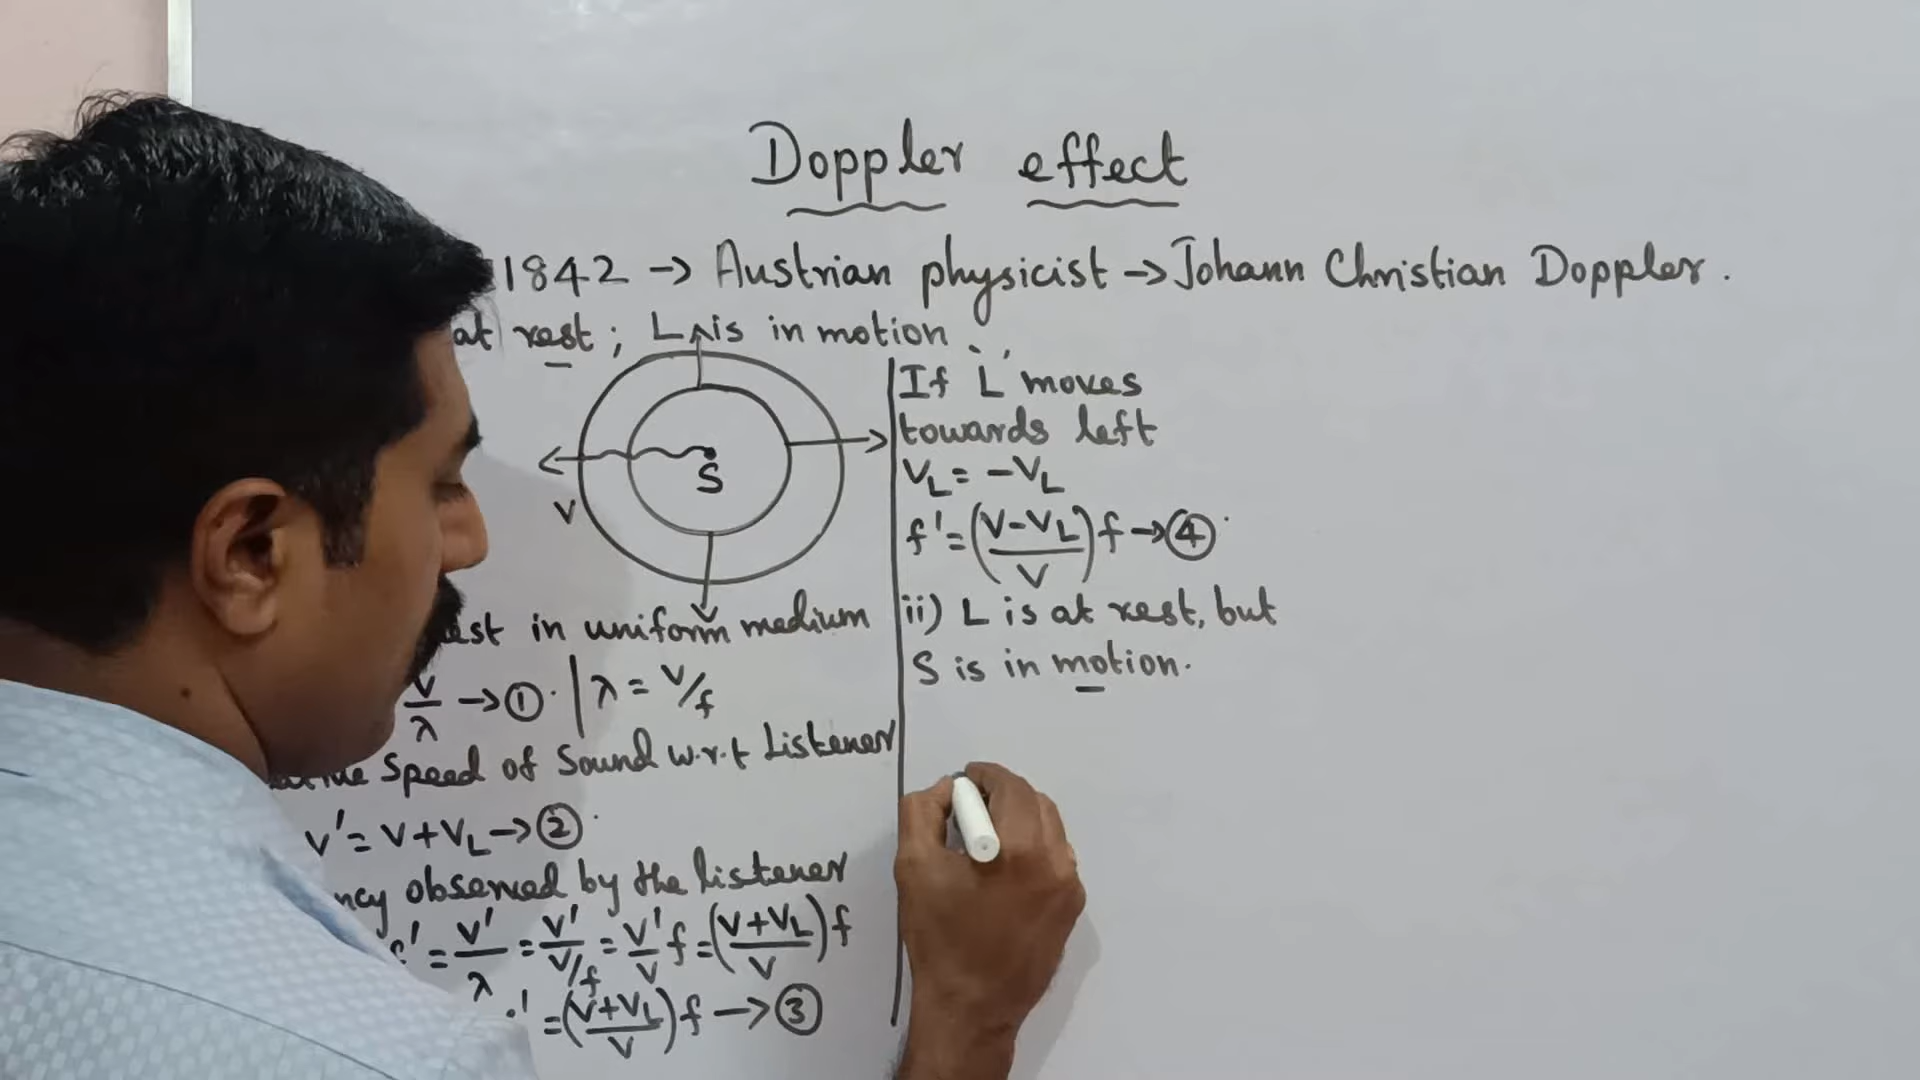 Doppler effect
1842 → Austrian physicist → Johann Christian Doppler.
at rest; L is in motion
S
V
est in uniform medium
V/λ → ① | λ = V/f
Speed of Sound w.r.t Listener
V' = V+V_L → ②
ncy observed by the listener
f' = V'/λ = V'/(V/f) = V'/V f = (V+V_L/V) f
' = (V+V_L/V) f → ③
If L moves
towards left
V_L = -V_L
f' = (V-V_L/V) f → ④
ii) L is at rest, but
S is in motion.